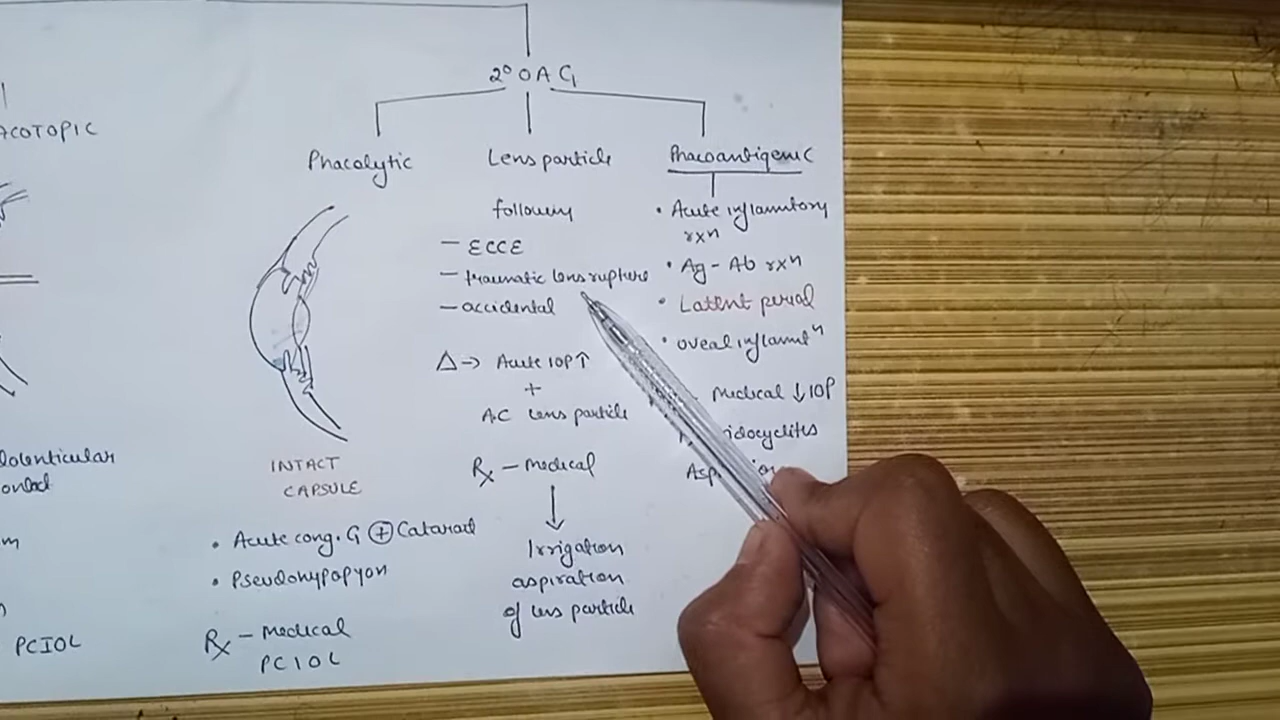 2° OAG
ACOTOPIC
Phacolytic
INTACT
CAPSULE
• Acute cong. G ⊕ Cataract
• Pseudohypopyon
Rx – Medical
PCIOL
Lens particle
following
– ECCE
– traumatic lens rupture
– accidental
Δ → Acute IOP ↑
+
AC lens particle
Rx – Medical
↓
Irrigation
aspiration
of lens particle
Phacoantigenic
• Acute inflammtory
rxn
• Ag - Ab rxn
• Latent period
• uveal inflammn
Medical ↓ IOP
idocyclites
PCIOL